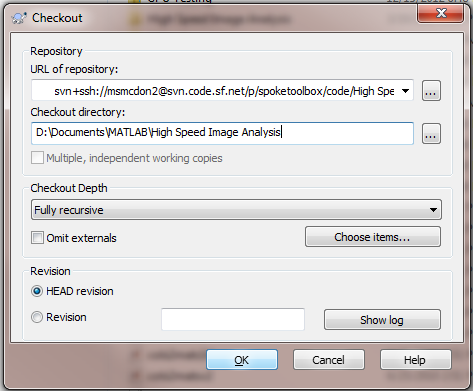 Checkout
Repository
URL of repository:
svn+ssh://msmcdon2@svn.code.sf.net/p/spoketoolbox/code/High Spe
...
Checkout directory:
D:\Documents\MATLAB\High Speed Image Analysis
...
Multiple, independent working copies
Checkout Depth
Fully recursive
Omit externals
Choose items...
Revision
HEAD revision
Revision
Show log
OK
Cancel
Help